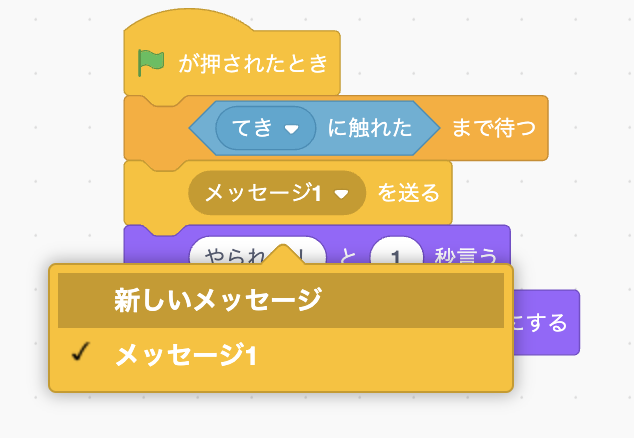 が押されたとき
てき に触れた まで待つ
メッセージ1 を送る
やられ と 1 秒言う
新しいメッセージ
にする
メッセージ1